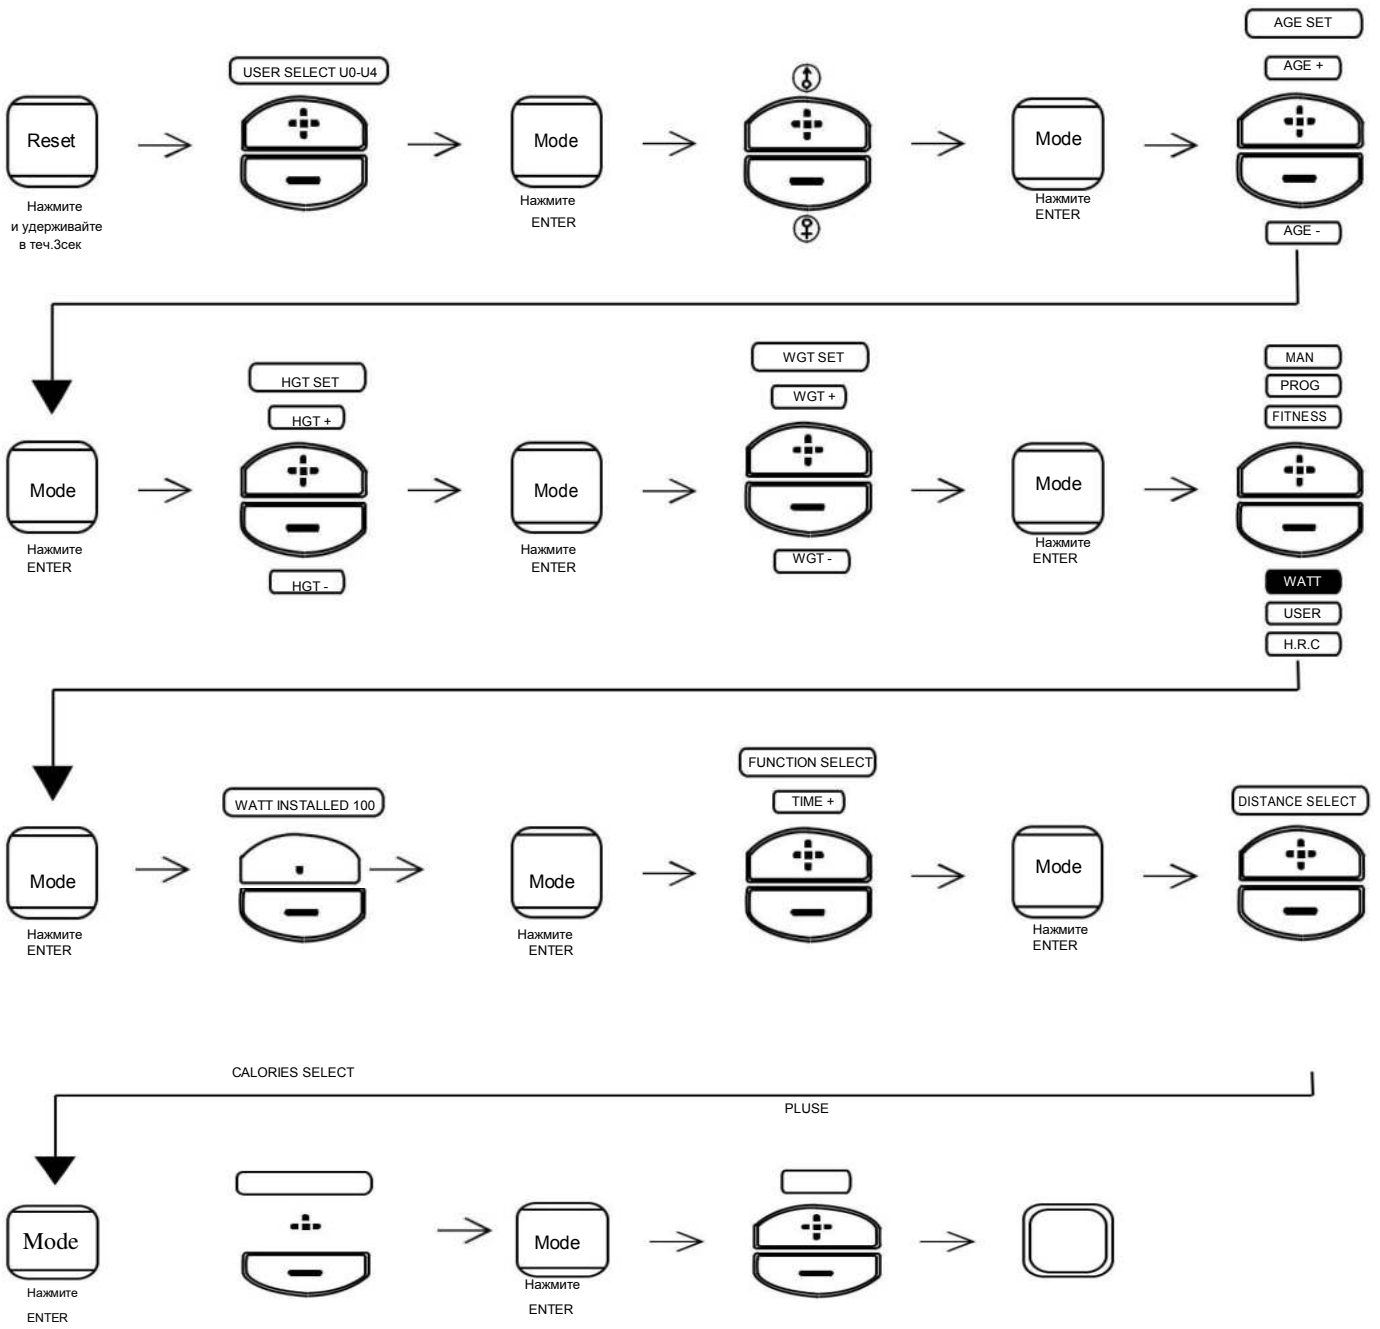 AGE SET
AGE +
USER SELECT U0-U4
Reset
Mode
Mode
Нажмите
и удерживайте
в теч.3сек
Нажмите
ENTER
Нажмите
ENTER
AGE -
HGT SET
HGT +
WGT SET
WGT +
MAN
PROG
FITNESS
Mode
Mode
Mode
Нажмите
ENTER
HGT -
Нажмите
ENTER
WGT -
Нажмите
ENTER
WATT
USER
H.R.C
FUNCTION SELECT
TIME +
WATT INSTALLED 100
DISTANCE SELECT
Mode
Mode
Mode
Нажмите
ENTER
Нажмите
ENTER
Нажмите
ENTER
CALORIES SELECT
PLUSE
Mode
Mode
Нажмите
ENTER
Нажмите
ENTER